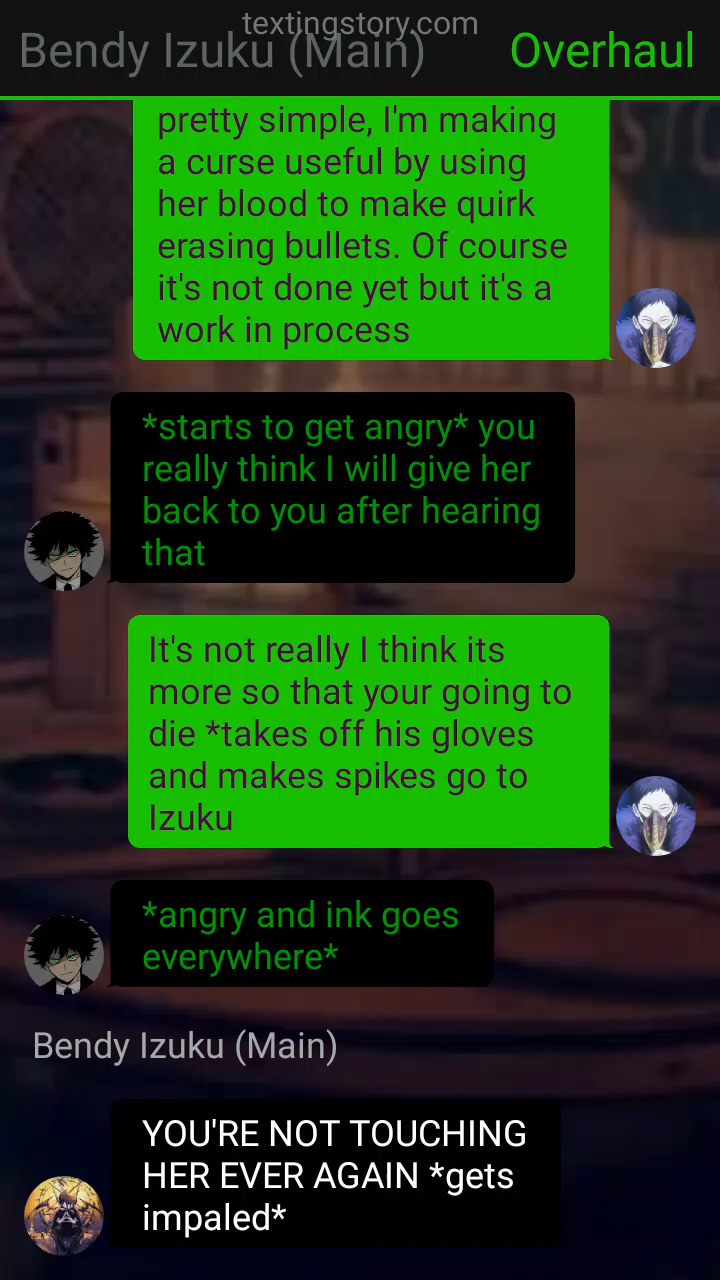 textingstory.com
Bendy Izuku (Main)
Overhaul
pretty simple, I'm making
a curse useful by using
her blood to make quirk
erasing bullets. Of course
it's not done yet but it's a
work in process
*starts to get angry* you
really think I will give her
back to you after hearing
that
It's not really I think its
more so that your going to
die *takes off his gloves
and makes spikes go to
Izuku
*angry and ink goes
everywhere*
Bendy Izuku (Main)
YOU'RE NOT TOUCHING
HER EVER AGAIN *gets
impaled*